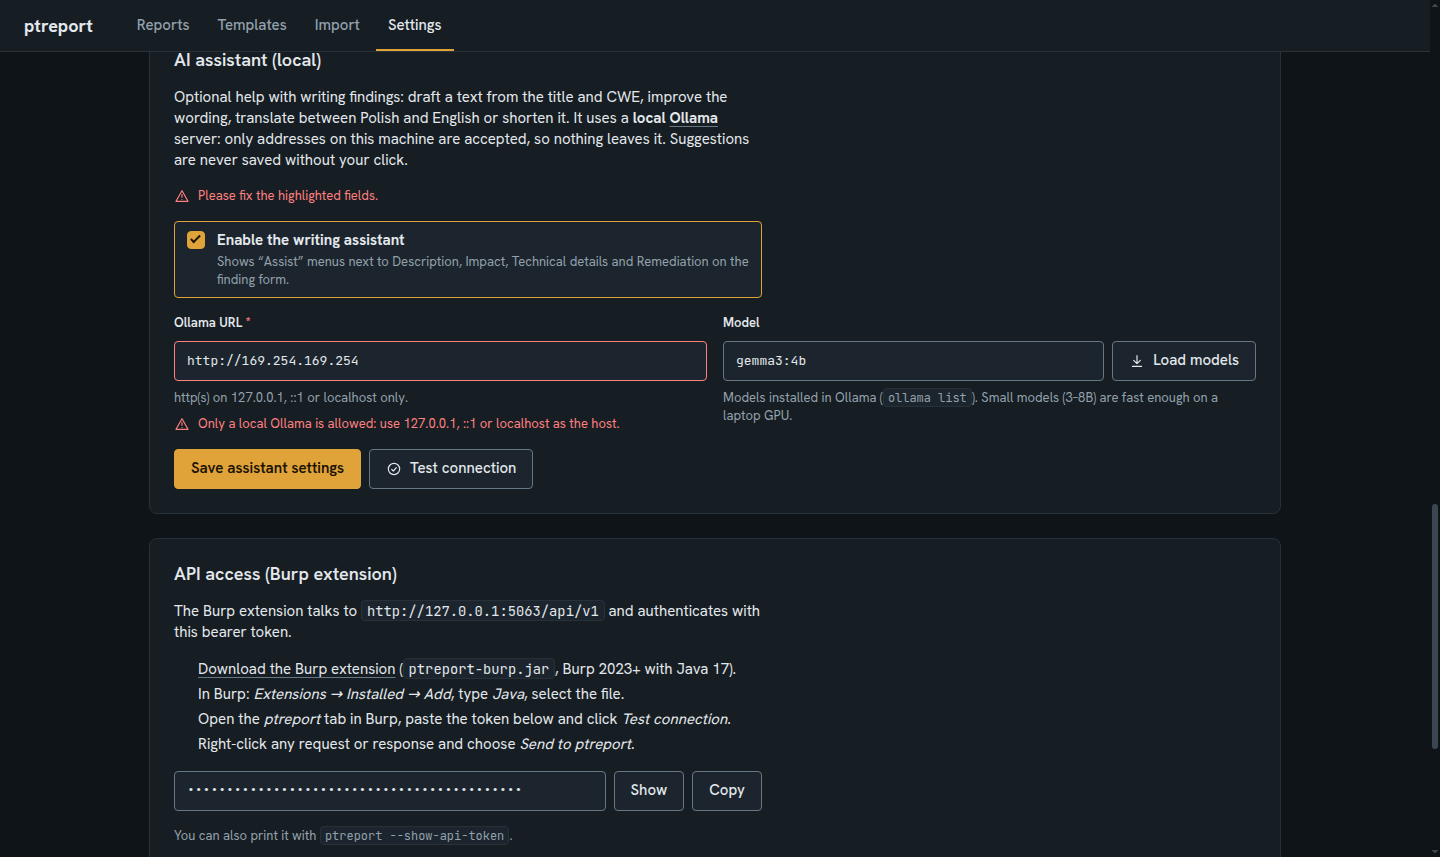 ptreport Reports Templates Import Settings
AI assistant (local)
Optional help with writing findings: draft a text from the title and CWE, improve the
wording, translate between Polish and English or shorten it. It uses a local Ollama
server: only addresses on this machine are accepted, so nothing leaves it. Suggestions
are never saved without your click.
Please fix the highlighted fields.
Enable the writing assistant
Shows “Assist” menus next to Description, Impact, Technical details and Remediation on the
finding form.
Ollama URL *
http://169.254.169.254
http(s) on 127.0.0.1, ::1 or localhost only.
Only a local Ollama is allowed: use 127.0.0.1, ::1 or localhost as the host.
Model
gemma3:4b
Load models
Models installed in Ollama (ollama list). Small models (3–8B) are fast enough on a
laptop GPU.
Save assistant settings
Test connection
API access (Burp extension)
The Burp extension talks to http://127.0.0.1:5063/api/v1 and authenticates with
this bearer token.
Download the Burp extension (ptreport-burp.jar, Burp 2023+ with Java 17).
In Burp: Extensions → Installed → Add, type Java, select the file.
Open the ptreport tab in Burp, paste the token below and click Test connection.
Right-click any request or response and choose Send to ptreport.
Show
Copy
You can also print it with ptreport --show-api-token.